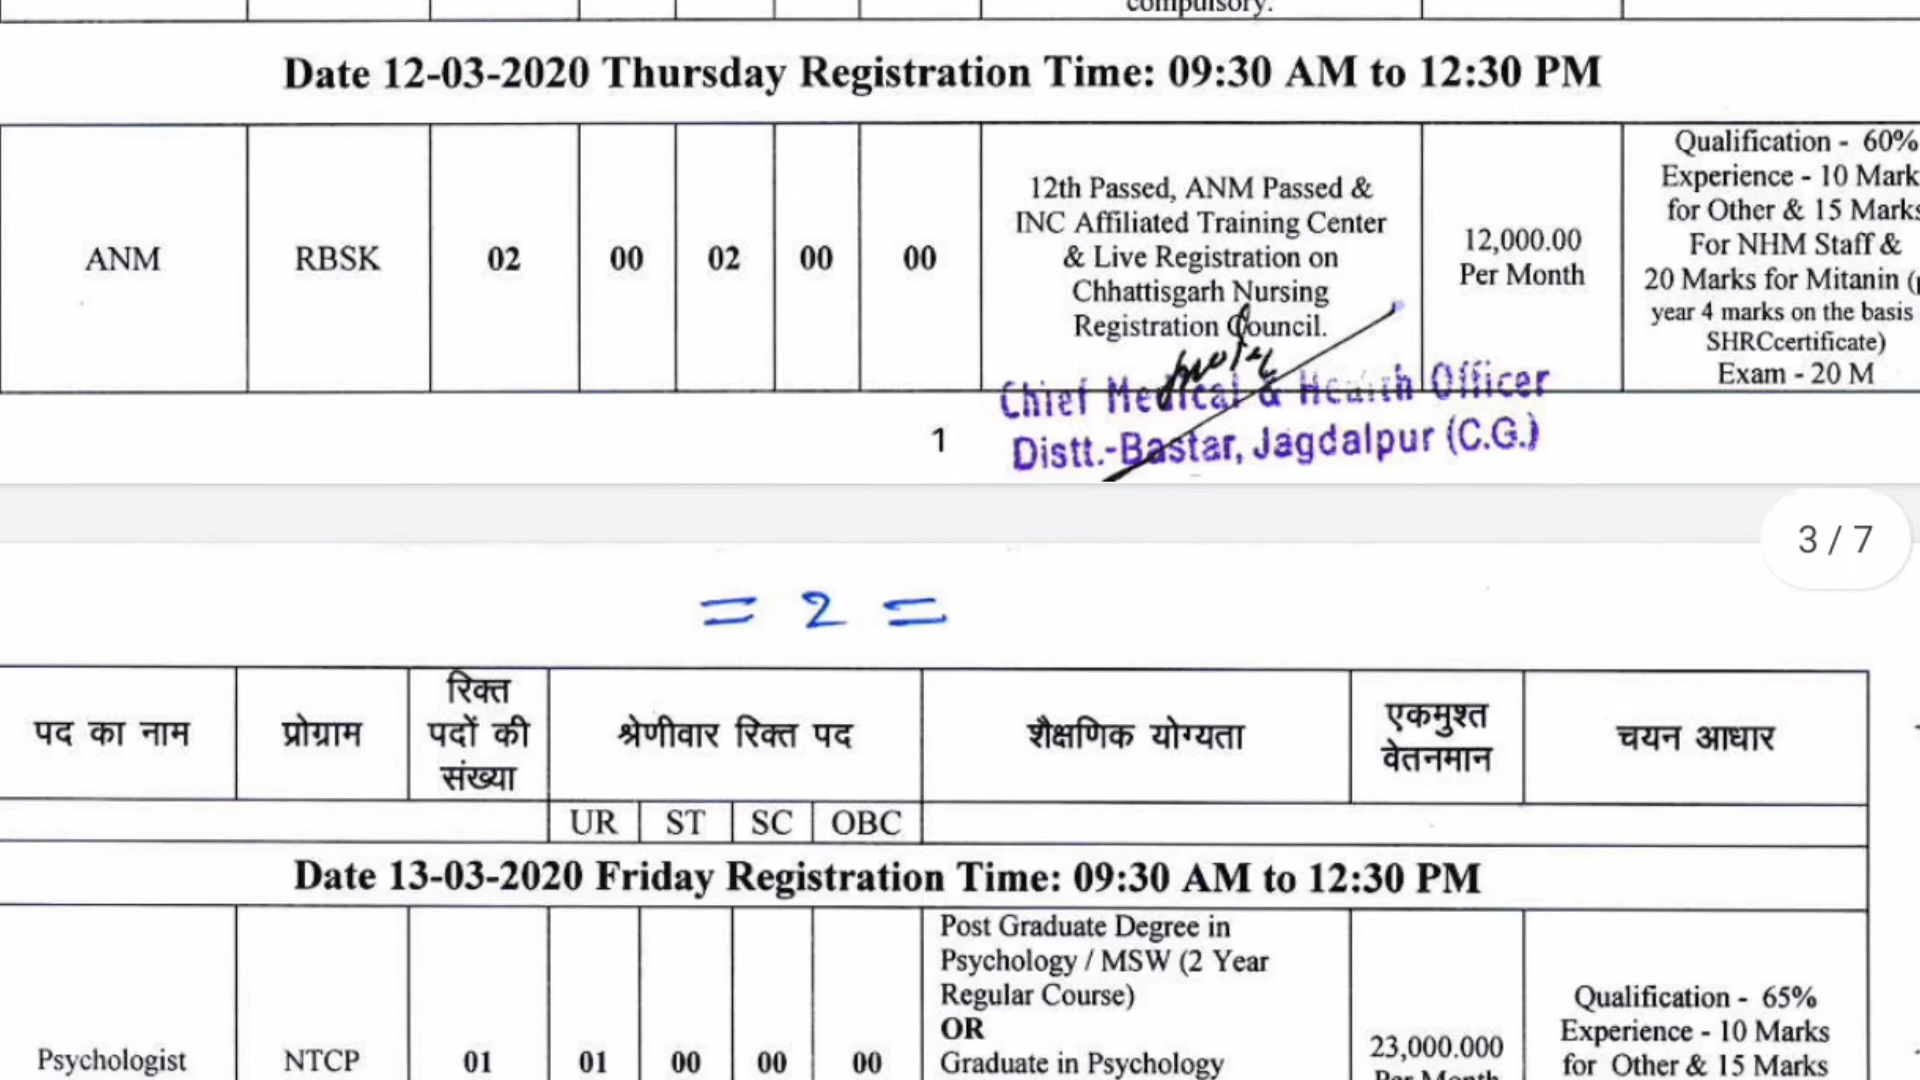 compulsory.
Date 12-03-2020 Thursday Registration Time: 09:30 AM to 12:30 PM
ANM RBSK 02 00 02 00 00
12th Passed, ANM Passed &
INC Affiliated Training Center
& Live Registration on
Chhattisgarh Nursing
Registration Council.
12,000.00
Per Month
Qualification - 60%
Experience - 10 Mark
for Other & 15 Marks
For NHM Staff &
20 Marks for Mitanin (
year 4 marks on the basis
SHRCcertificate)
Exam - 20 M
Chief Medical & Health Officer
Distt.-Bastar, Jagdalpur (C.G.)
1
3 / 7
= 2 =
पद का नाम
प्रोग्राम
रिक्त
पदों की
संख्या
श्रेणीवार रिक्त पद
शैक्षणिक योग्यता
एकमुश्त
वेतनमान
चयन आधार
UR ST SC OBC
Date 13-03-2020 Friday Registration Time: 09:30 AM to 12:30 PM
Psychologist NTCP 01 01 00 00 00
Post Graduate Degree in
Psychology / MSW (2 Year
Regular Course)
OR
Graduate in Psychology
23,000.000
Per Month
Qualification - 65%
Experience - 10 Marks
for Other & 15 Marks